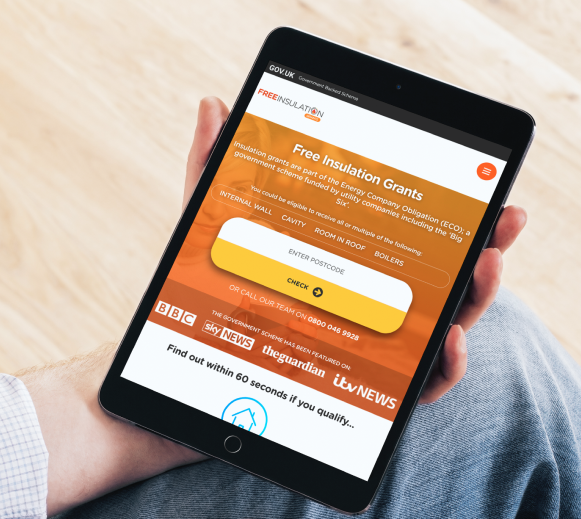 GOV.UK Government Backed Scheme
FREEINSULATION
Free Insulation Grants
Insulation grants are part of the Energy Company Obligation (ECO); a
government scheme funded by utility companies including the 'Big
Six'
You could be eligible to receive all or multiple of the following:
INTERNAL WALL CAVITY ROOM IN ROOF BOILERS
ENTER POSTCODE
CHECK
OR CALL OUR TEAM ON 0800 046 9928
THE GOVERNMENT SCHEME HAS BEEN FEATURED ON:
BBC sky NEWS theguardian itv NEWS
Find out within 60 seconds if you qualify...